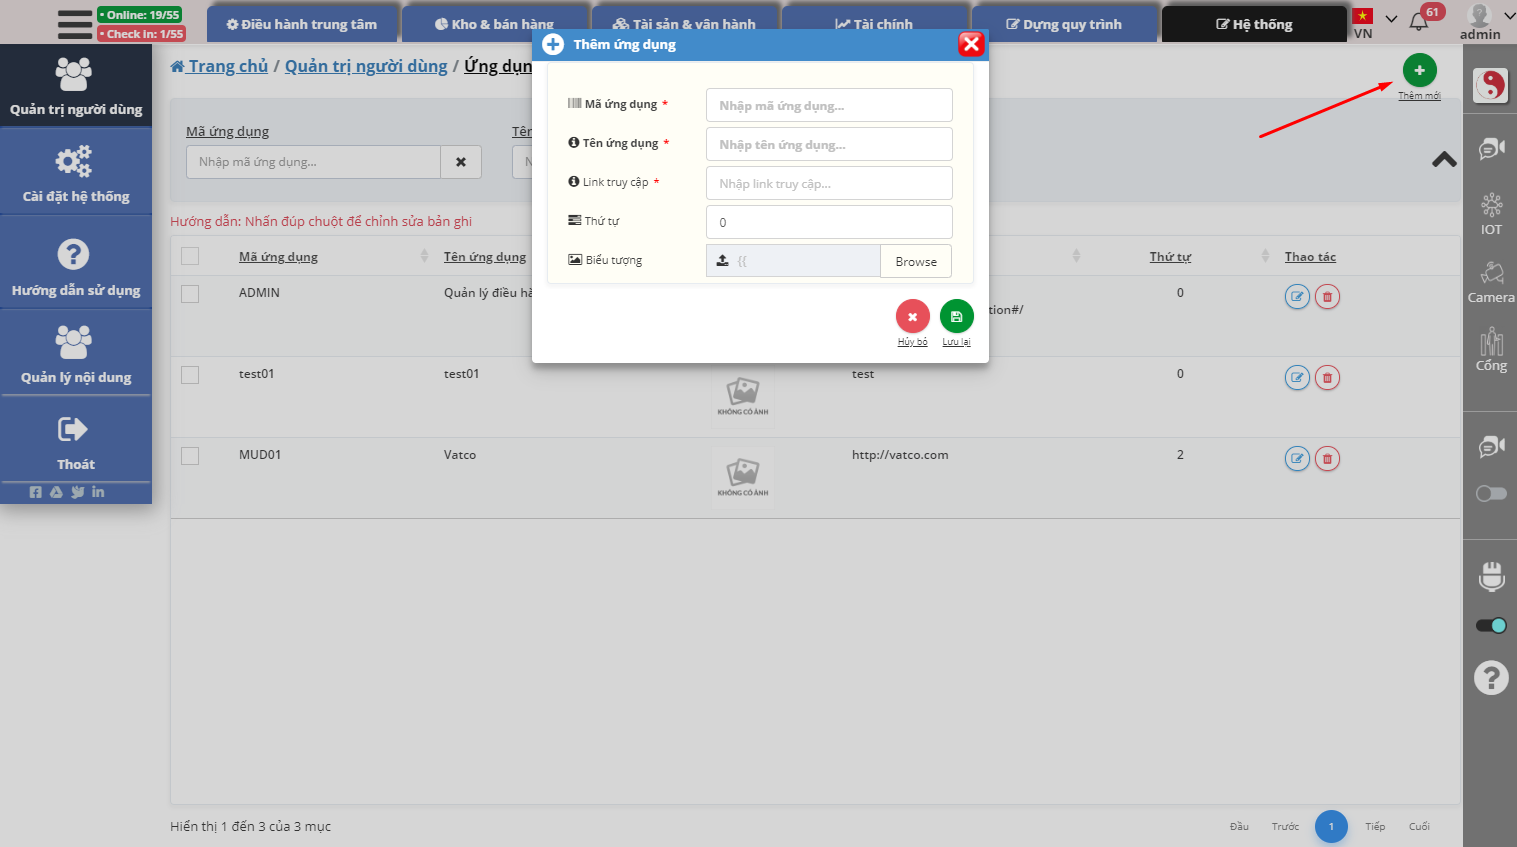 • Online: 19/55
• Check in: 1/55
Điều hành trung tâm
Kho & bán hàng
Tài sản & vận hành
Tài chính
Dựng quy trình
Hệ thống
VN
61
admin
Quản trị người dùng
Cài đặt hệ thống
Hướng dẫn sử dụng
Quản lý nội dung
Thoát
Trang chủ / Quản trị người dùng / Ứng dụn
Thêm mới
Mã ứng dụng
Nhập mã ứng dụng...
Tên
N
Hướng dẫn: Nhấn đúp chuột để chỉnh sửa bản ghi
Mã ứng dụng
Tên ứng dụng
Thứ tự
Thao tác
ADMIN
Quản lý điều hà
tion#/
0
test01
test01
KHÔNG CÓ ẢNH
test
0
MUD01
Vatco
KHÔNG CÓ ẢNH
http://vatco.com
2
Thêm ứng dụng
Mã ứng dụng *
Nhập mã ứng dụng...
Tên ứng dụng *
Nhập tên ứng dụng...
Link truy cập *
Nhập link truy cập...
Thứ tự
0
Biểu tượng
{{
Browse
Hủy bỏ
Lưu lại
IOT
Camera
Cổng
Hiển thị 1 đến 3 của 3 mục
Đầu
Trước
1
Tiếp
Cuối